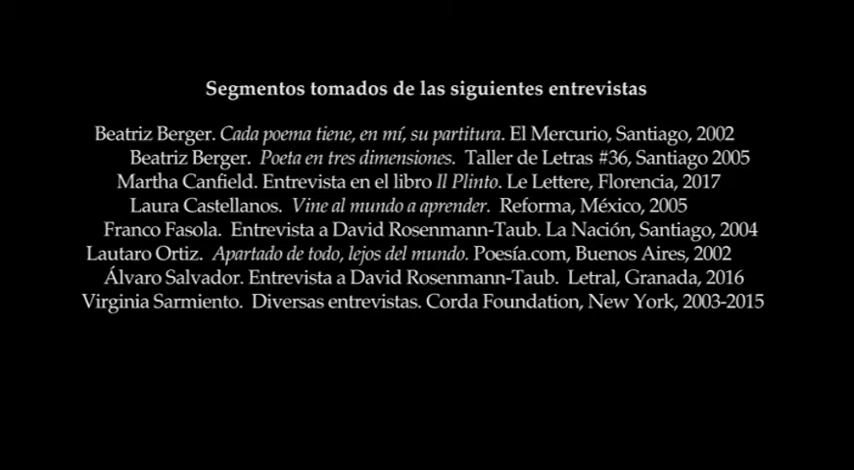 Segmentos tomados de las siguientes entrevistas
Beatriz Berger. Cada poema tiene, en mí, su partitura. El Mercurio, Santiago, 2002
Beatriz Berger. Poeta en tres dimensiones. Taller de Letras #36, Santiago 2005
Martha Canfield. Entrevista en el libro Il Plinto. Le Lettere, Florencia, 2017
Laura Castellanos. Vine al mundo a aprender. Reforma, México, 2005
Franco Fasola. Entrevista a David Rosenmann-Taub. La Nación, Santiago, 2004
Lautaro Ortiz. Apartado de todo, lejos del mundo. Poesía.com, Buenos Aires, 2002
Álvaro Salvador. Entrevista a David Rosenmann-Taub. Letral, Granada, 2016
Virginia Sarmiento. Diversas entrevistas. Corda Foundation, New York, 2003-2015